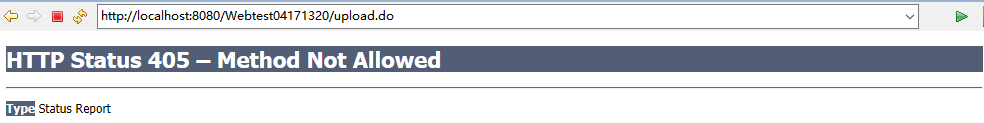 http://localhost:8080/Webtest04171320/upload.do
HTTP Status 405 – Method Not Allowed
Type Status Report